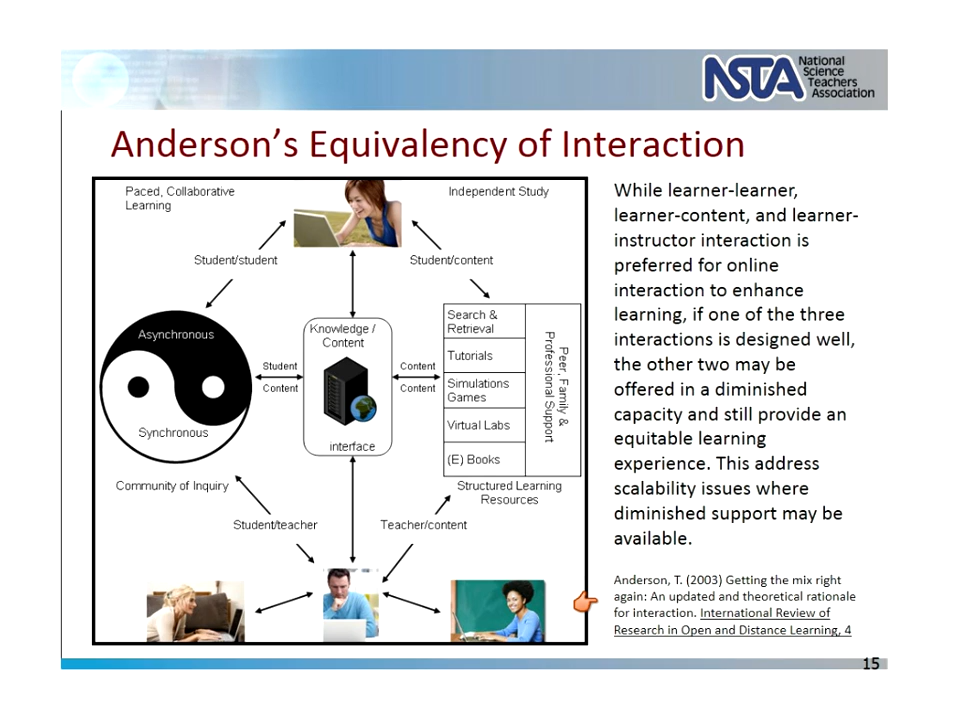 NSTA
National
Science
Teachers
Association
Anderson's Equivalency of Interaction
Paced, Collaborative
Learning
Independent Study
Student/student
Student/content
Asynchronous
Synchronous
Community of Inquiry
Student
Content
Knowledge /
Content
interface
Content
Content
Search &
Retrieval
Tutorials
Simulations
Games
Virtual Labs
(E) Books
Peer, Family &
Professional Support
Structured Learning
Resources
Student/teacher
Teacher/content
While learner-learner,
learner-content, and learner-
instructor interaction is
preferred for online
interaction to enhance
learning, if one of the three
interactions is designed well,
the other two may be
offered in a diminished
capacity and still provide an
equitable learning
experience. This address
scalability issues where
diminished support may be
available.
Anderson, T. (2003) Getting the mix right
again: An updated and theoretical rationale
for interaction. International Review of
Research in Open and Distance Learning, 4
15